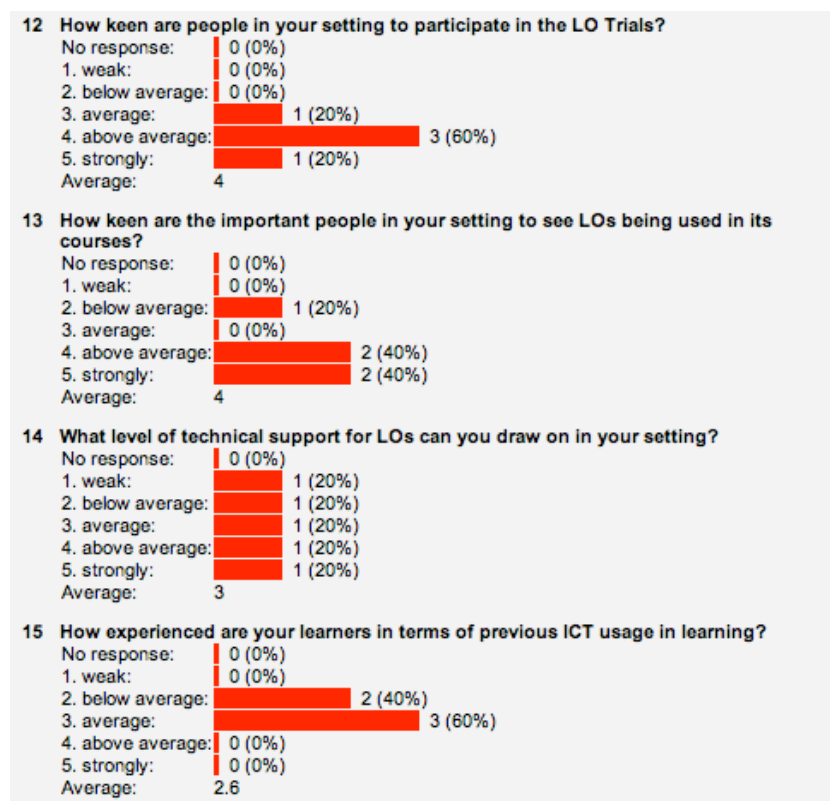 12 How keen are people in your setting to participate in the LO Trials?
No response: 0 (0%)
1. weak: 0 (0%)
2. below average: 0 (0%)
3. average: 1 (20%)
4. above average: 3 (60%)
5. strongly: 1 (20%)
Average: 4
13 How keen are the important people in your setting to see LOs being used in its
courses?
No response: 0 (0%)
1. weak: 0 (0%)
2. below average: 1 (20%)
3. average: 0 (0%)
4. above average: 2 (40%)
5. strongly: 2 (40%)
Average: 4
14 What level of technical support for LOs can you draw on in your setting?
No response: 0 (0%)
1. weak: 1 (20%)
2. below average: 1 (20%)
3. average: 1 (20%)
4. above average: 1 (20%)
5. strongly: 1 (20%)
Average: 3
15 How experienced are your learners in terms of previous ICT usage in learning?
No response: 0 (0%)
1. weak: 0 (0%)
2. below average: 2 (40%)
3. average: 3 (60%)
4. above average: 0 (0%)
5. strongly: 0 (0%)
Average: 2.6